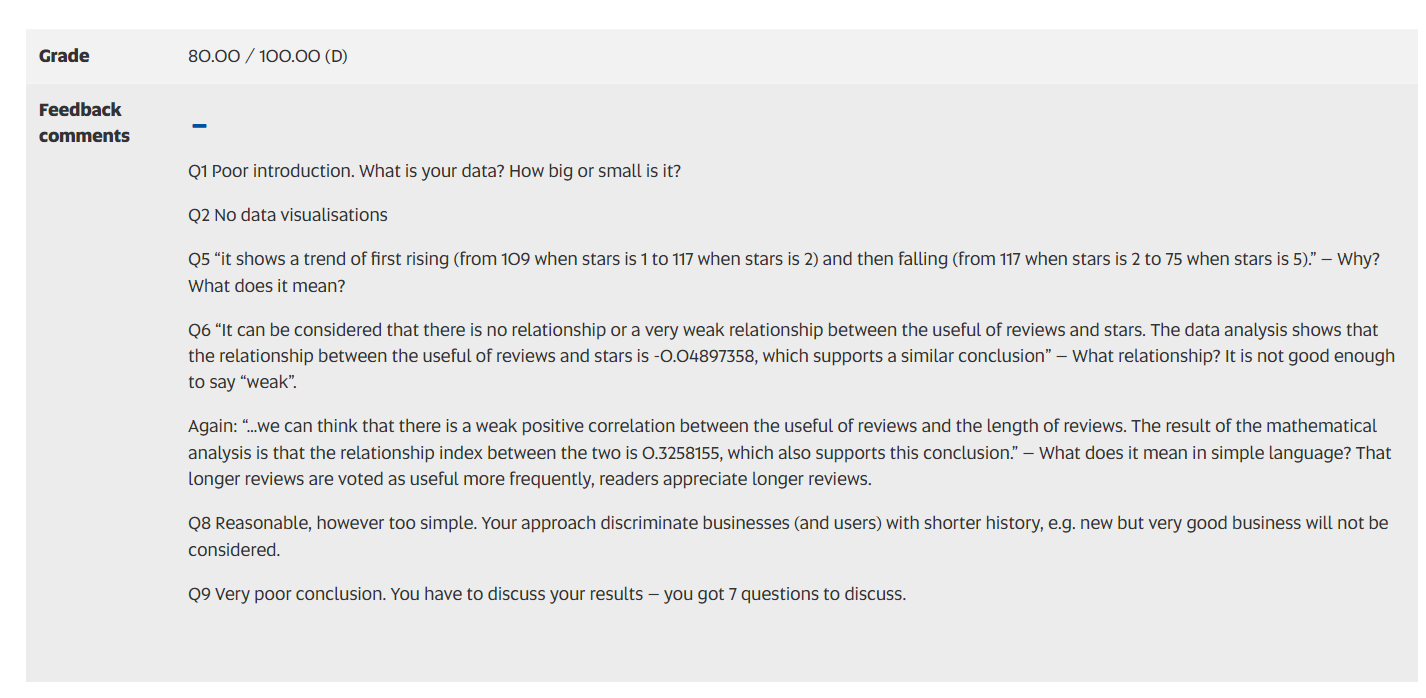 Grade 80.00 / 100.00 (D)
Feedback comments
Q1 Poor introduction. What is your data? How big or small is it?
Q2 No data visualisations
Q5 “it shows a trend of first rising (from 109 when stars is 1 to 117 when stars is 2) and then falling (from 117 when stars is 2 to 75 when stars is 5).” – Why?
What does it mean?
Q6 “It can be considered that there is no relationship or a very weak relationship between the useful of reviews and stars. The data analysis shows that
the relationship between the useful of reviews and stars is -0.04897358, which supports a similar conclusion” – What relationship? It is not good enough
to say “weak”.
Again: “…we can think that there is a weak positive correlation between the useful of reviews and the length of reviews. The result of the mathematical
analysis is that the relationship index between the two is 0.3258155, which also supports this conclusion.” – What does it mean in simple language? That
longer reviews are voted as useful more frequently, readers appreciate longer reviews.
Q8 Reasonable, however too simple. Your approach discriminate businesses (and users) with shorter history, e.g. new but very good business will not be
considered.
Q9 Very poor conclusion. You have to discuss your results – you got 7 questions to discuss.